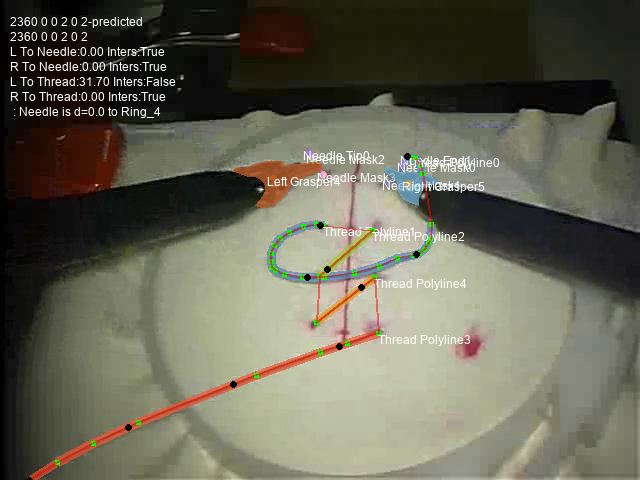 2360 0 0 2 0 2-predicted
2360 0 0 2 0 2
L To Needle:0.00 Inters:True
R To Needle:0.00 Inters:True
L To Thread:31.70 Inters:False
R To Thread:0.00 Inters:True
: Needle is d=0.0 to Ring_4
Needle Tip0
Needle Mask2
Needle Mask0
Needle Mask3
Left Grasper4
Right Grasper5
Thread Polyline1
Thread Polyline2
Thread Polyline4
Thread Polyline3